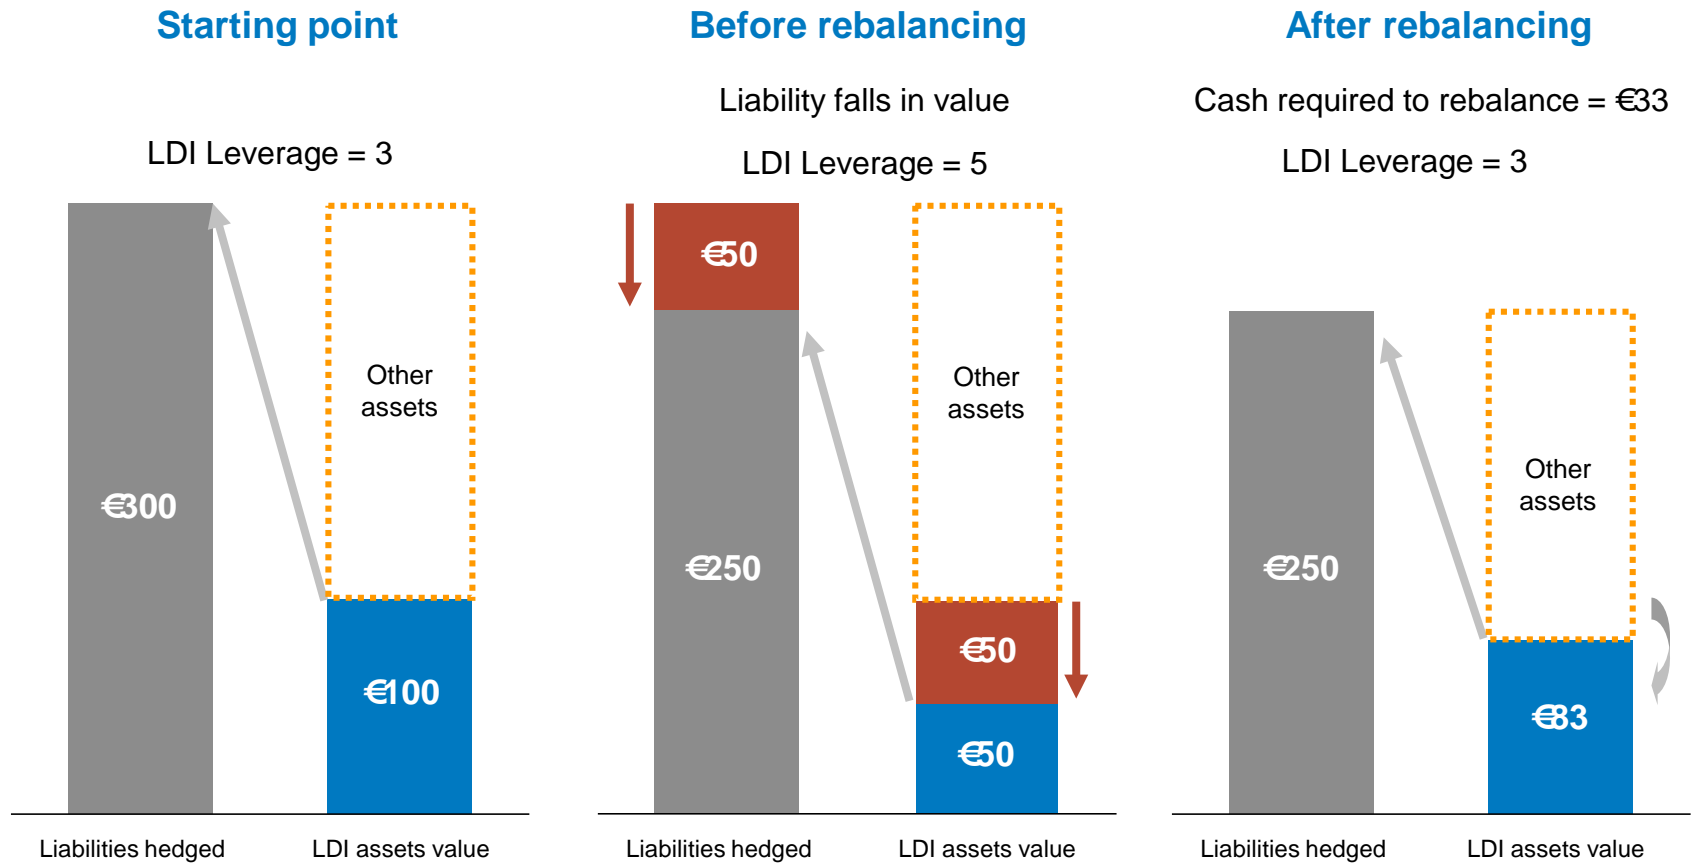 Starting point
LDI Leverage = 3
€300
Other
assets
€100
Liabilities hedged
LDI assets value
Before rebalancing
Liability falls in value
LDI Leverage = 5
€50
€250
Other
assets
€50
€50
Liabilities hedged
LDI assets value
After rebalancing
Cash required to rebalance = €33
LDI Leverage = 3
€250
Other
assets
€83
Liabilities hedged
LDI assets value